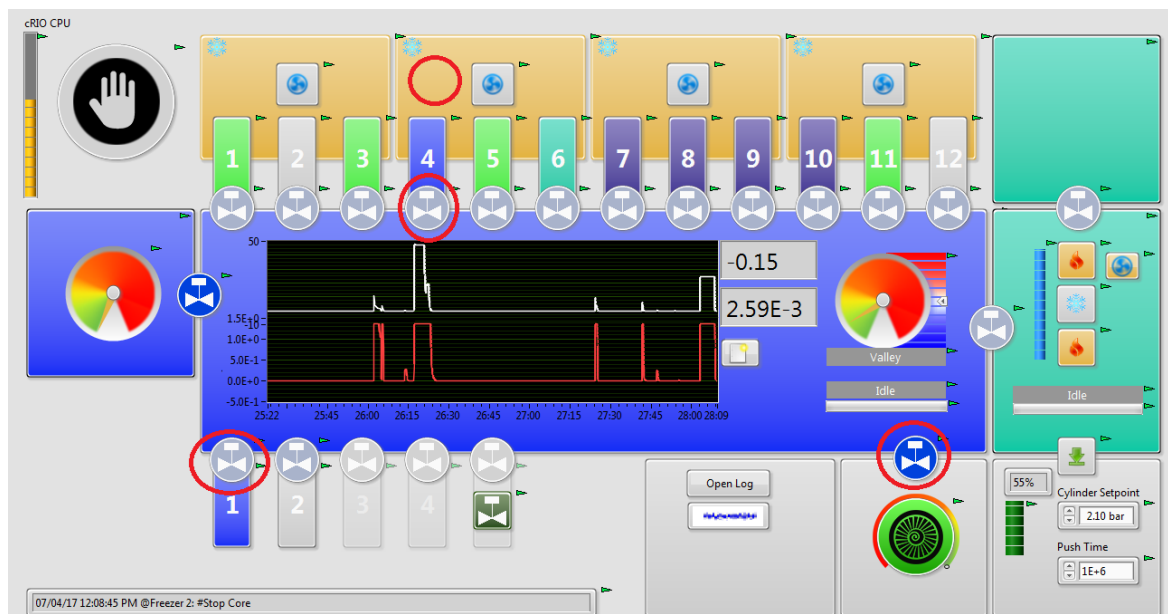 cRIO CPU
1 2 3 4 5 6 7 8 9 10 11 12
50
-10
1.5E+0
1.0E+0
5.0E-1
0.0E+0
-5.0E-1
25:22 25:45 26:00 26:15 26:30 26:45 27:00 27:15 27:30 27:45 28:00 28:09
-0.15
2.59E-3
Valley
Idle
Idle
1 2 3 4
Open Log
55%
Cylinder Setpoint
2.10 bar
Push Time
1E+6
07/04/17 12:08:45 PM @Freezer 2: #Stop Core